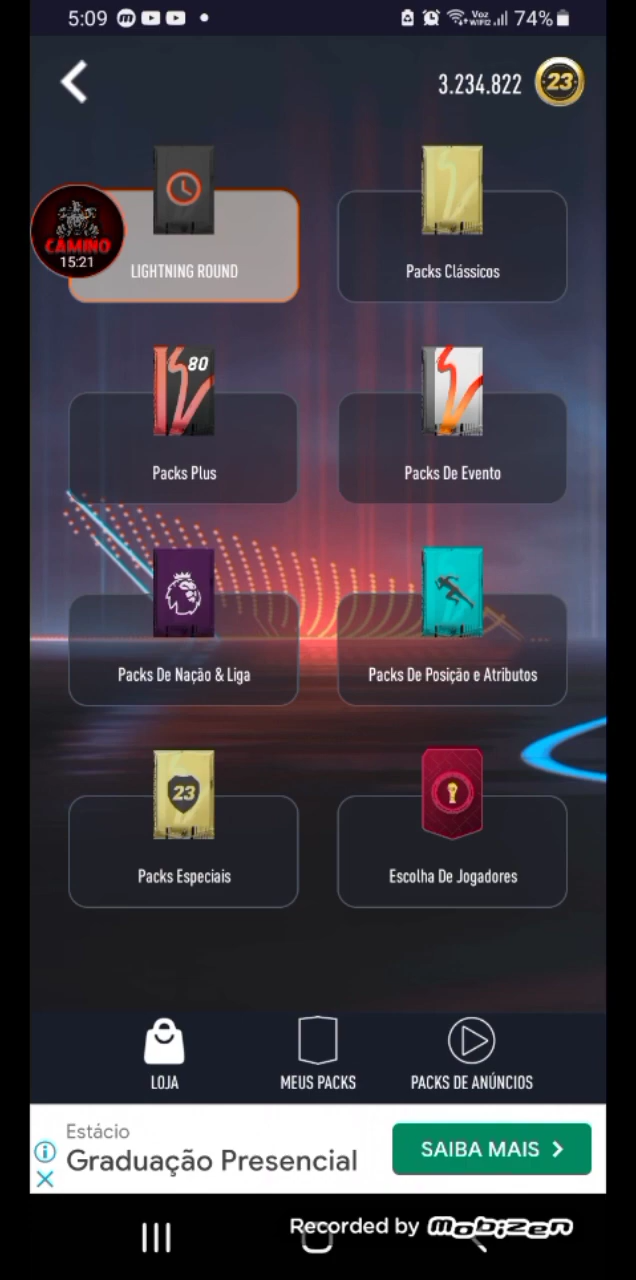 5:09
Voz
WIFI2
74%
3.234.822
23
CAMINO
15:21
LIGHTNING ROUND
Packs Clássicos
80
Packs Plus
Packs De Evento
Packs De Nação & Liga
Packs De Posição e Atributos
23
Packs Especiais
Escolha De Jogadores
LOJA
MEUS PACKS
PACKS DE ANÚNCIOS
Estácio
Graduação Presencial
SAIBA MAIS
Recorded by Mobizen